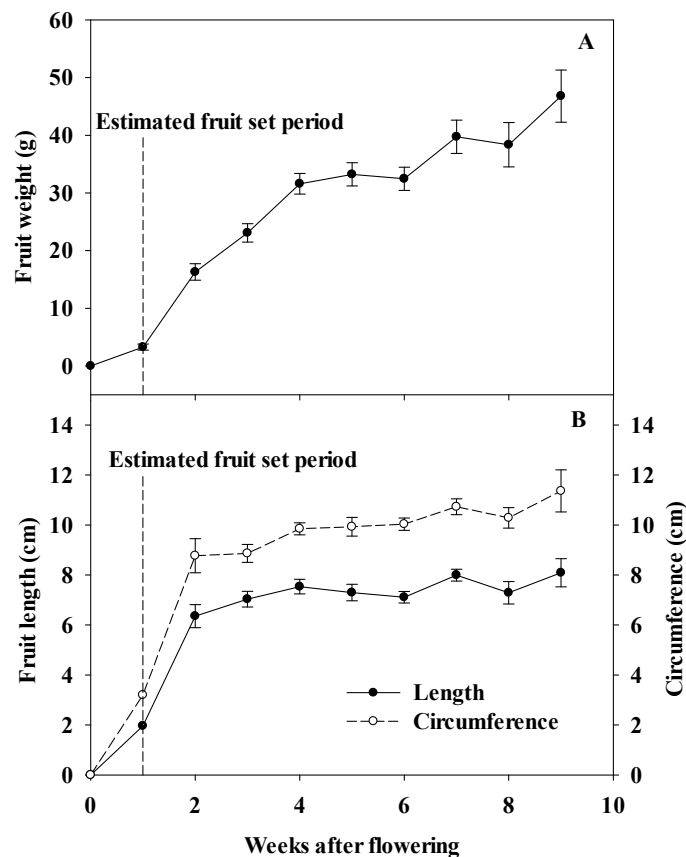 60
A
50
Estimated fruit set period
40
30
20
10
0
Fruit weight (g)
14
B
14
12
Estimated fruit set period
12
10
10
8
8
6
6
4
Length
4
2
Circumference
2
0
0
Fruit length (cm)
Circumference (cm)
0 2 4 6 8 10
Weeks after flowering